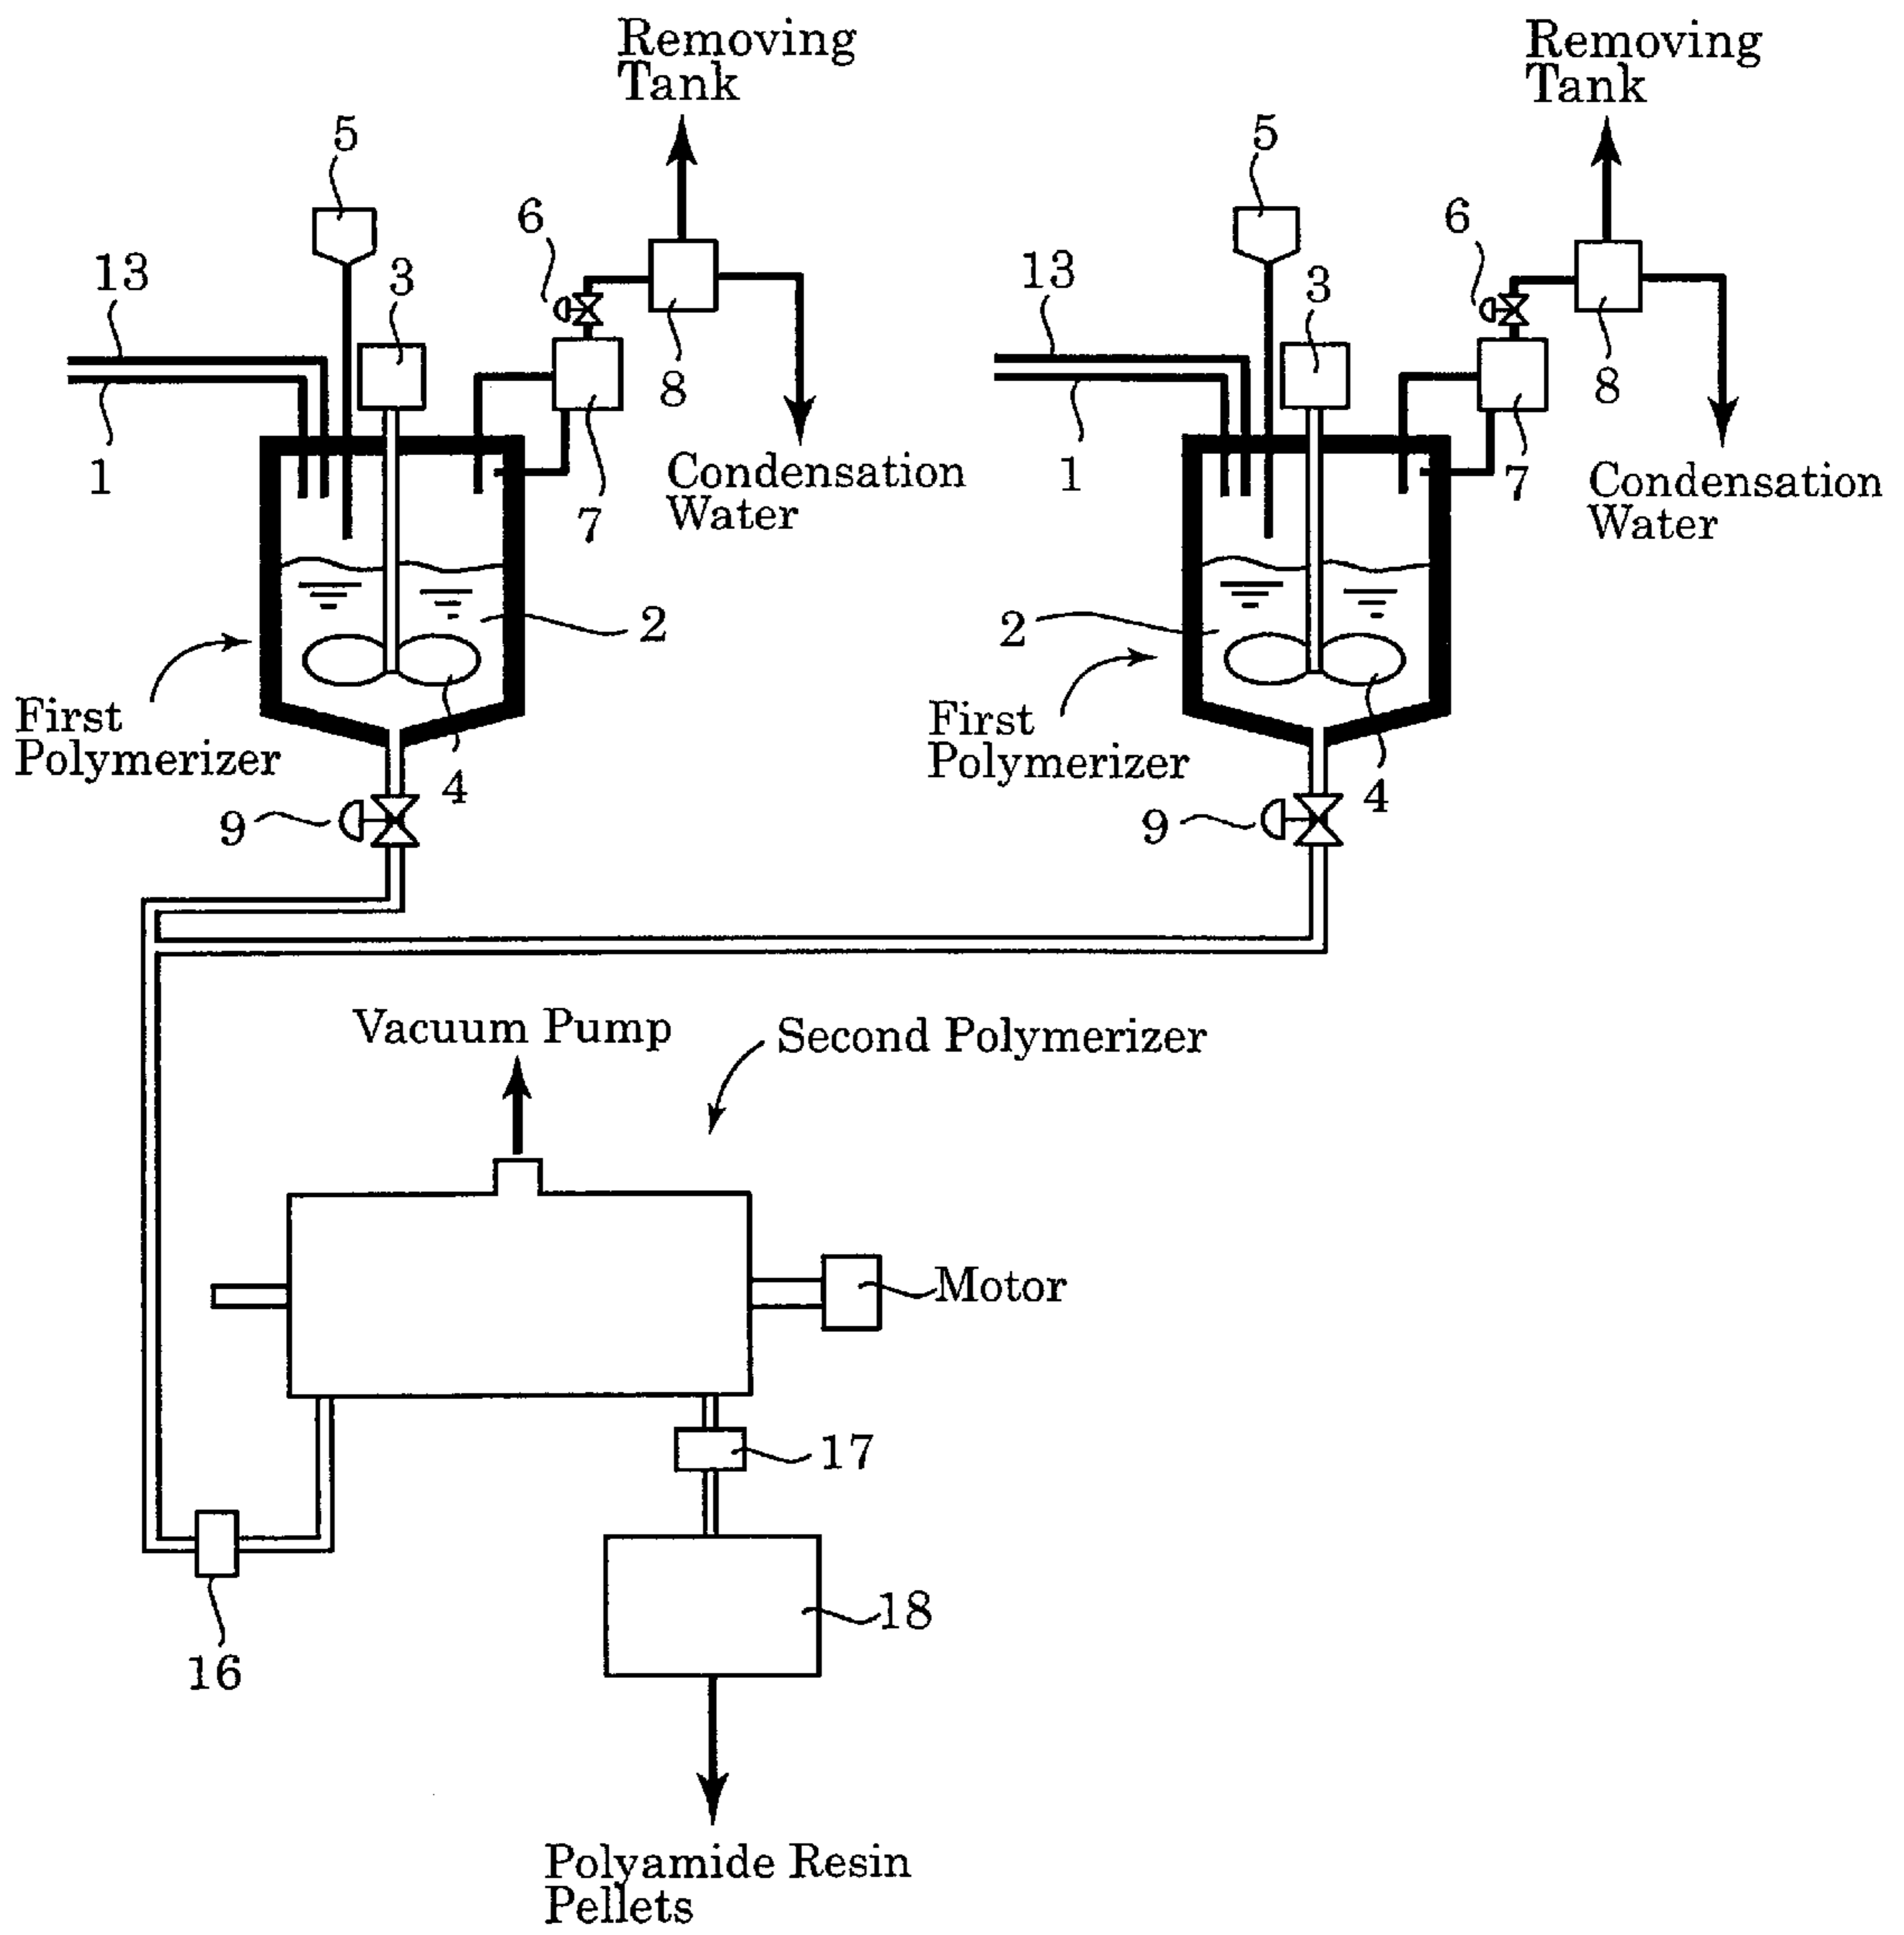 Removing
Tank
Removing
Tank
5
5
6
6
13
3
13
3
8
8
1
7
Condensation
Water
1
7
Condensation
Water
2
2
First
Polymerizer
First
Polymerizer
4
4
9
9
Vacuum Pump
Second Polymerizer
Motor
17
18
16
Polyamide Resin
Pellets